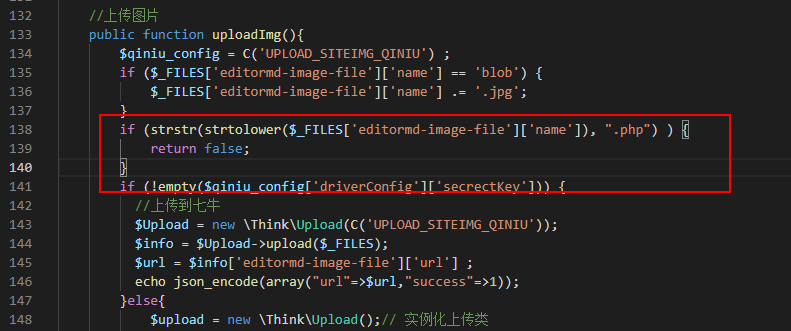 132 //上传图片
133 public function uploadImg(){
134 $qiniu_config = C('UPLOAD_SITEIMG_QINIU') ;
135 if ($_FILES['editormd-image-file']['name'] == 'blob') {
136 $_FILES['editormd-image-file']['name'] .= '.jpg';
137 }
138 if (strstr(strtolower($_FILES['editormd-image-file']['name']), ".php") ) {
139 return false;
140 }
141 if (!empty($qiniu_config['driverConfig']['secrectKey'])) {
142 //上传到七牛
143 $Upload = new \Think\Upload(C('UPLOAD_SITEIMG_QINIU'));
144 $info = $Upload->upload($_FILES);
145 $url = $info['editormd-image-file']['url'] ;
146 echo json_encode(array("url"=>$url,"success"=>1));
147 }else{
148 $upload = new \Think\Upload();// 实例化上传类